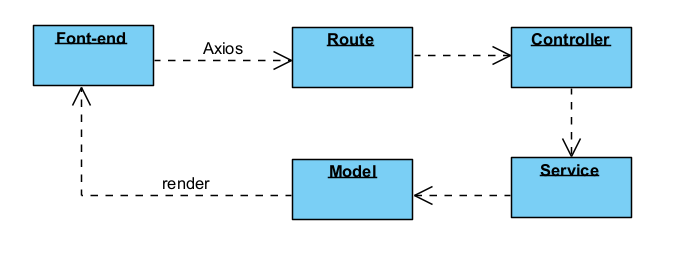 Font-end
Axios
Route
Controller
render
Model
Service